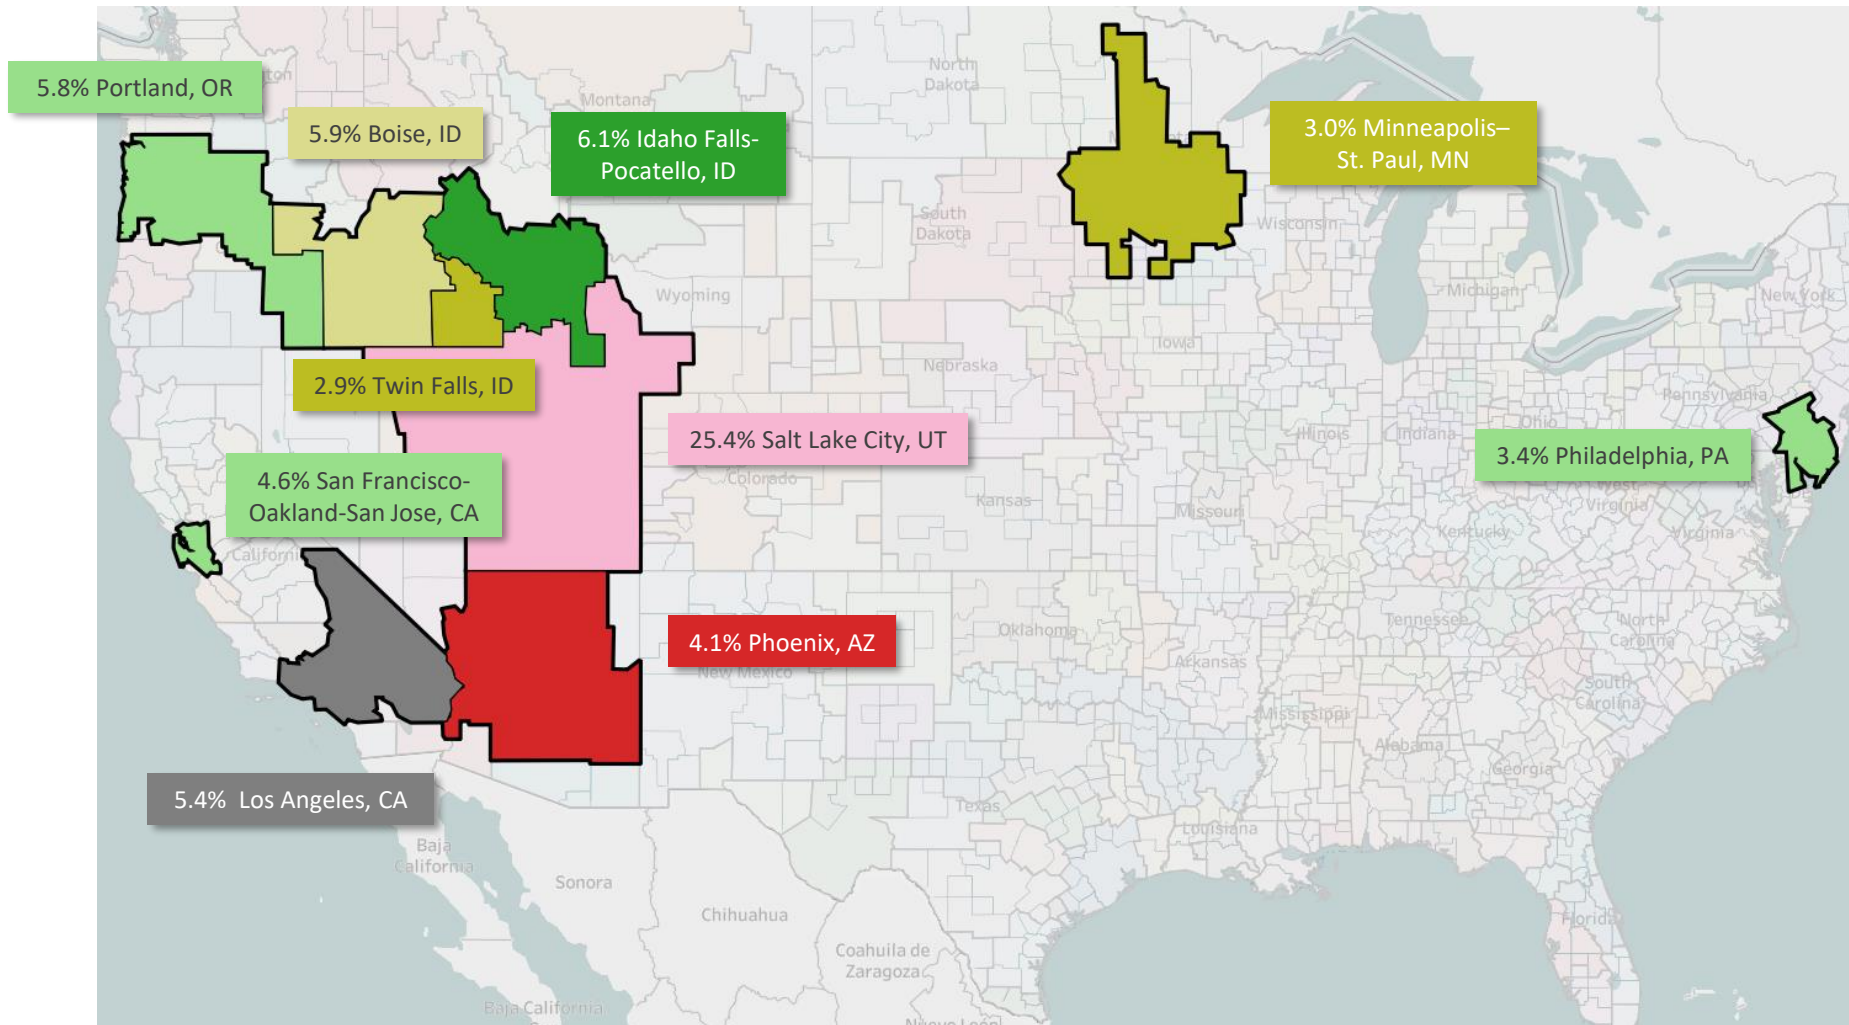 5.8% Portland, OR
5.9% Boise, ID
6.1% Idaho Falls-
Pocatello, ID
3.0% Minneapolis–
St. Paul, MN
2.9% Twin Falls, ID
25.4% Salt Lake City, UT
4.6% San Francisco-
Oakland-San Jose, CA
3.4% Philadelphia, PA
4.1% Phoenix, AZ
5.4% Los Angeles, CA
Montana
North
Dakota
South
Dakota
Wisconsin
Wyoming
Michigan
New York
Iowa
Nebraska
Pennsylvania
Illinois
Indiana
Ohio
Colorado
Kansas
Missouri
West
Virginia
Kentucky
Virginia
California
Oklahoma
Tennessee
North
Carolina
Arkansas
New Mexico
South
Carolina
Mississippi
Alabama
Georgia
Texas
Louisiana
Baja
California
Sonora
Chihuahua
Florida
Coahuila de
Zaragoza
Baja California
Nuevo León